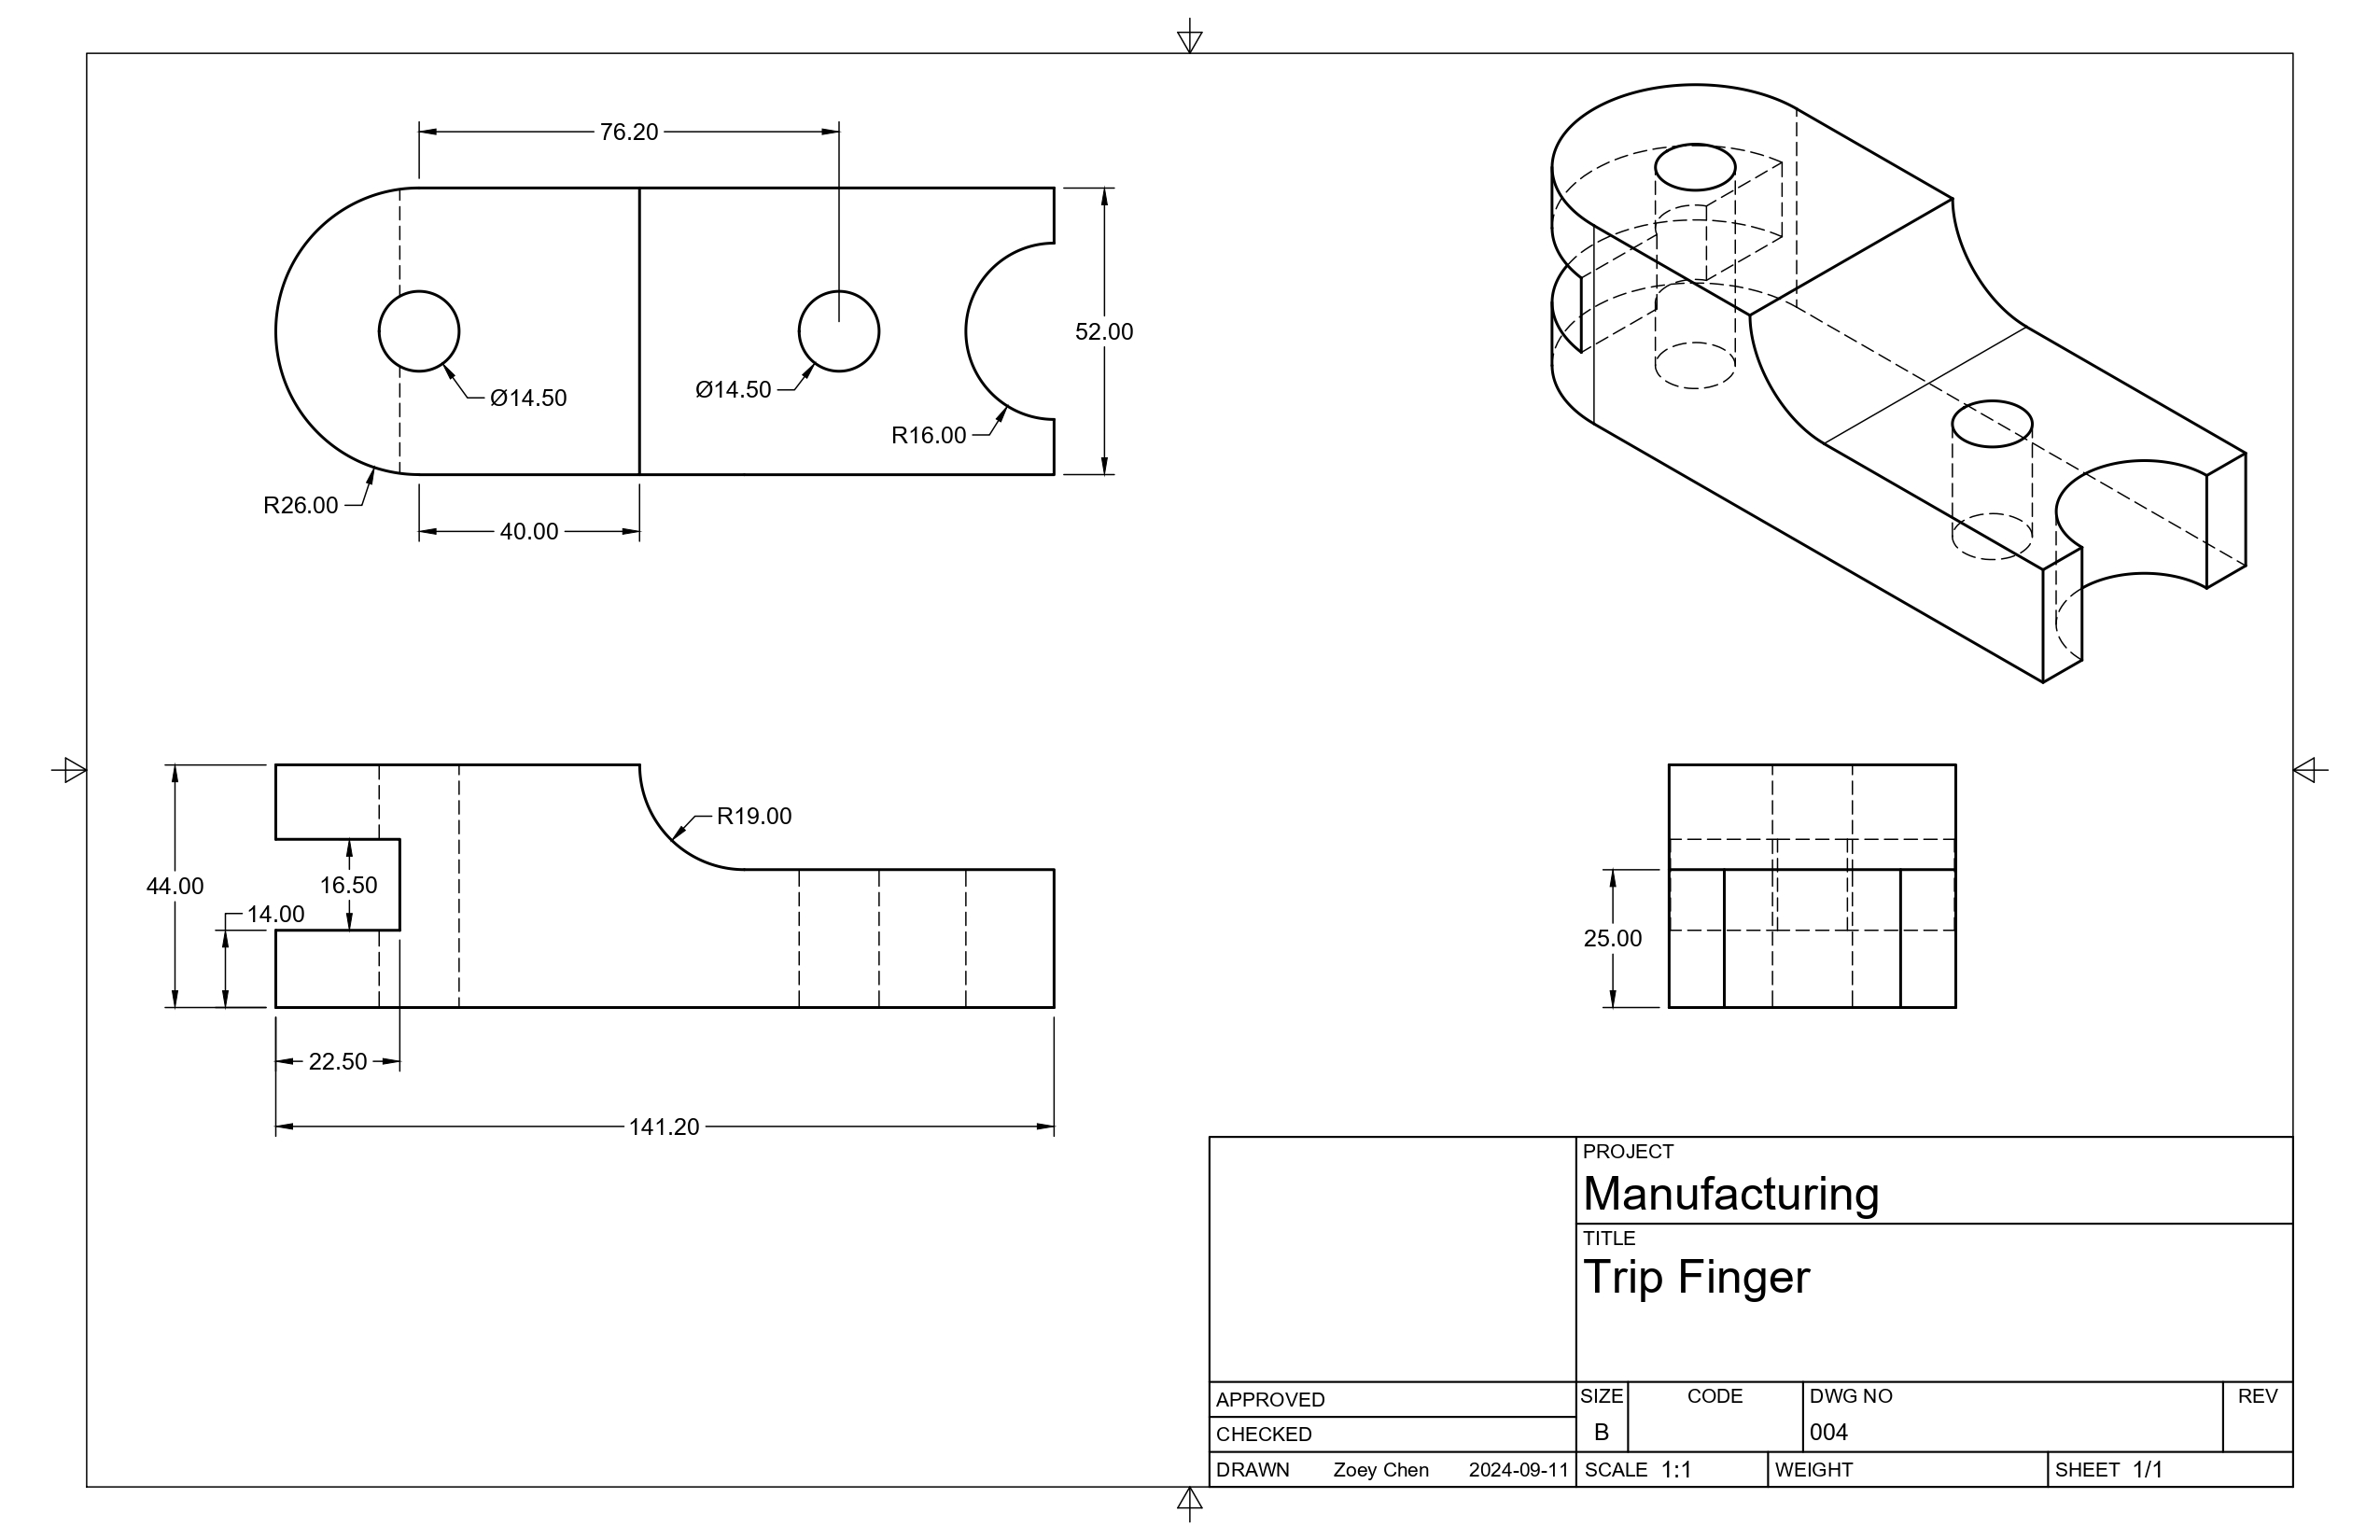 76.20
52.00
Ø14.50
Ø14.50
R16.00
R26.00
40.00
R19.00
44.00
16.50
14.00
25.00
22.50
141.20
PROJECT
Manufacturing
TITLE
Trip Finger
APPROVED
SIZE CODE DWG NO REV
B 004
CHECKED
DRAWN Zoey Chen 2024-09-11 SCALE 1:1 WEIGHT SHEET 1/1